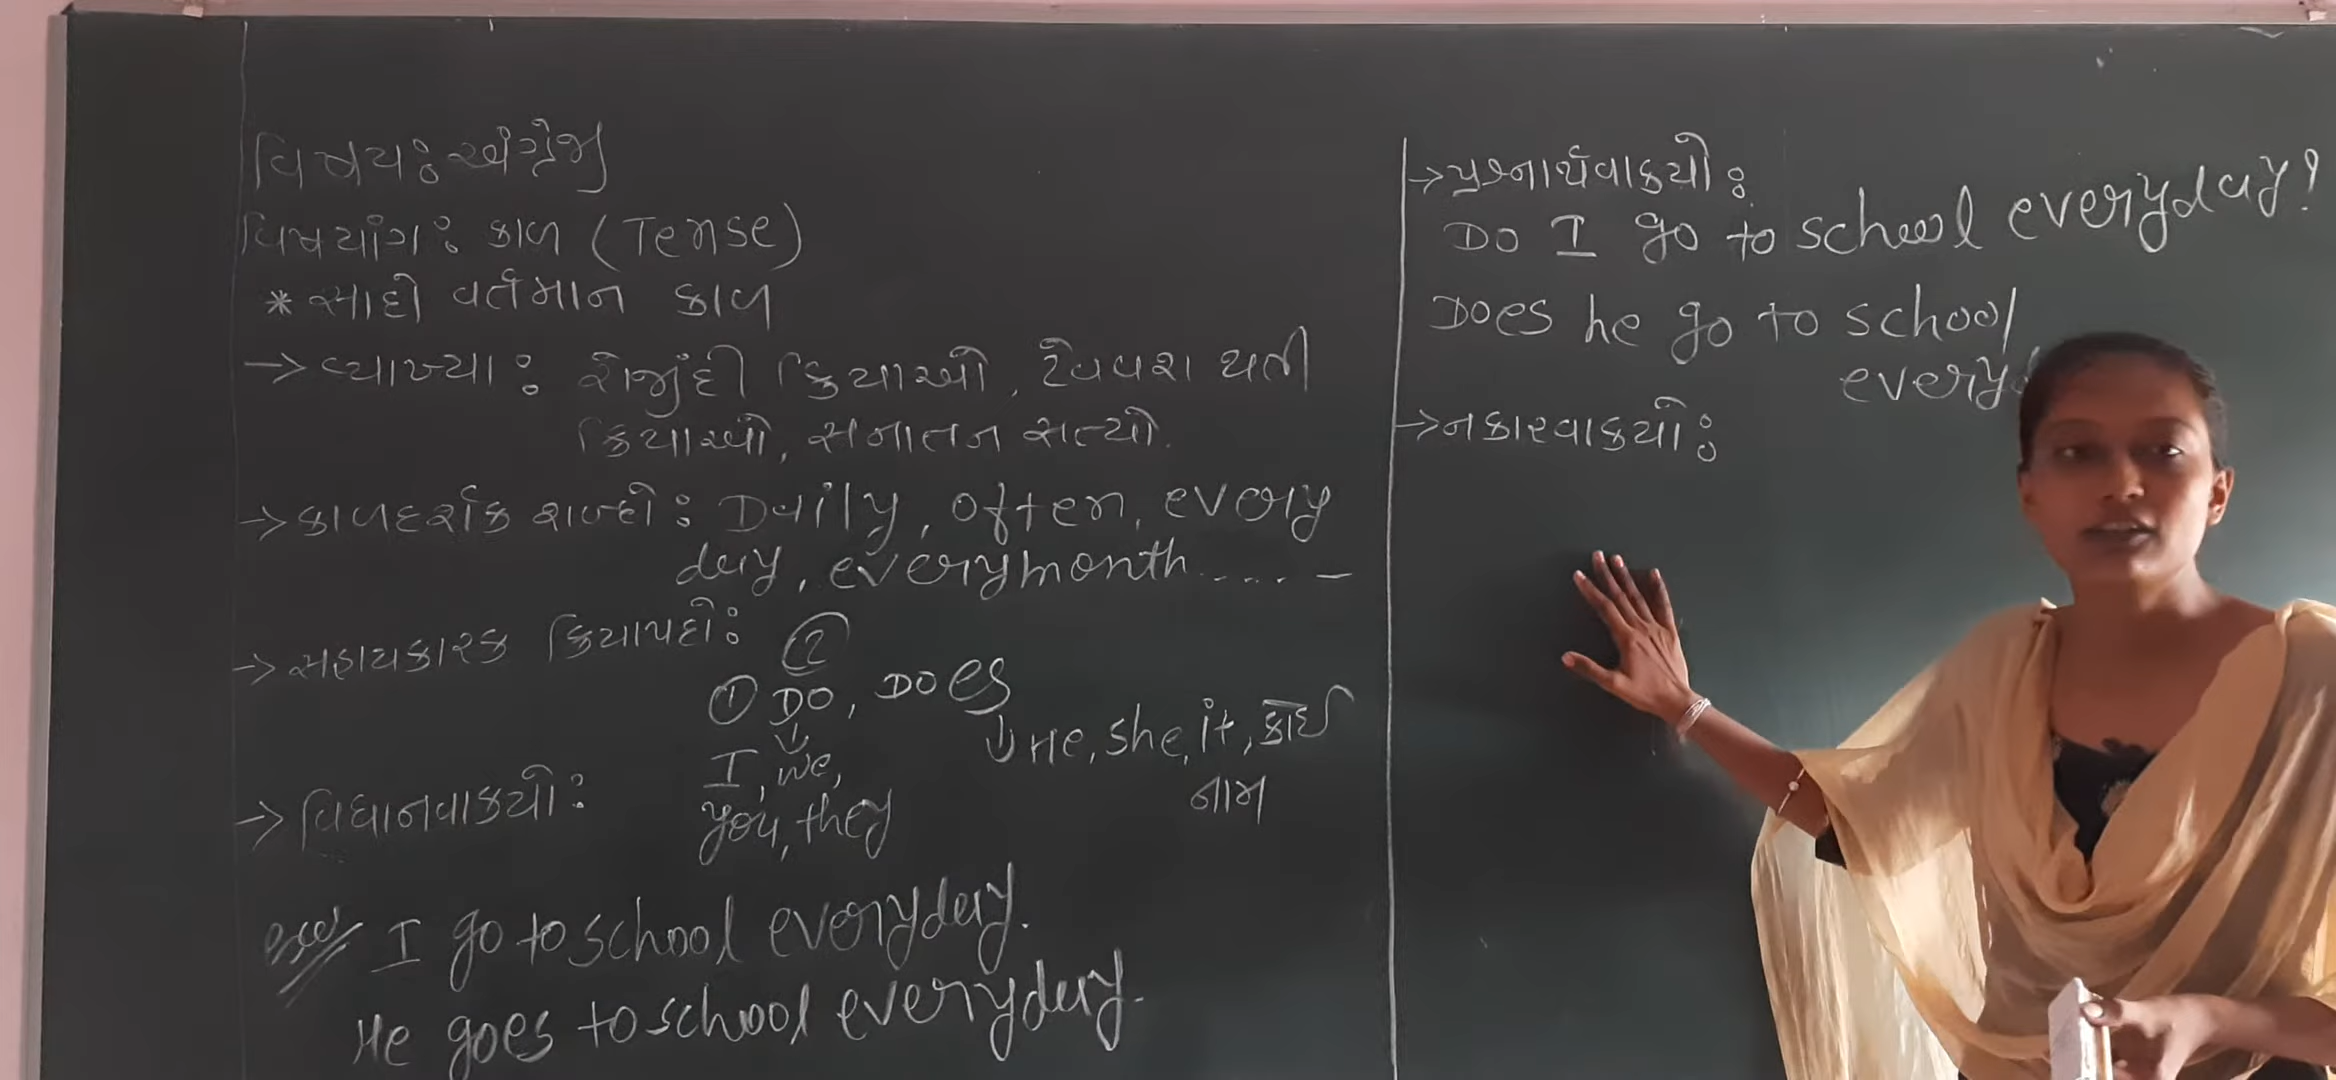 વિષય: અંગ્રેજી
વિષયાંગ: કાળ (Tense)
* સાદો વર્તમાન કાળ
→ વ્યાખ્યા: રોજીંદી ક્રિયાઓ, ટેવવશ થતી
ક્રિયાઓ, સનાતન સત્યો.
→ કાળદર્શક શબ્દો: Daily, often, every
day, everymonth..... -
→ સહાયકારક ક્રિયાપદો: ②
① DO, DOES
↓ ↓ He, she, it, કોઈ
I, we, નામ
you, they
→ વિધાનવાક્યો:
I go to school everyday.
He goes to school everyday.
→ પ્રશ્નાર્થવાક્યો:
DO I go to school everyday?
DOES he go to school
→ નકારવાક્યો: